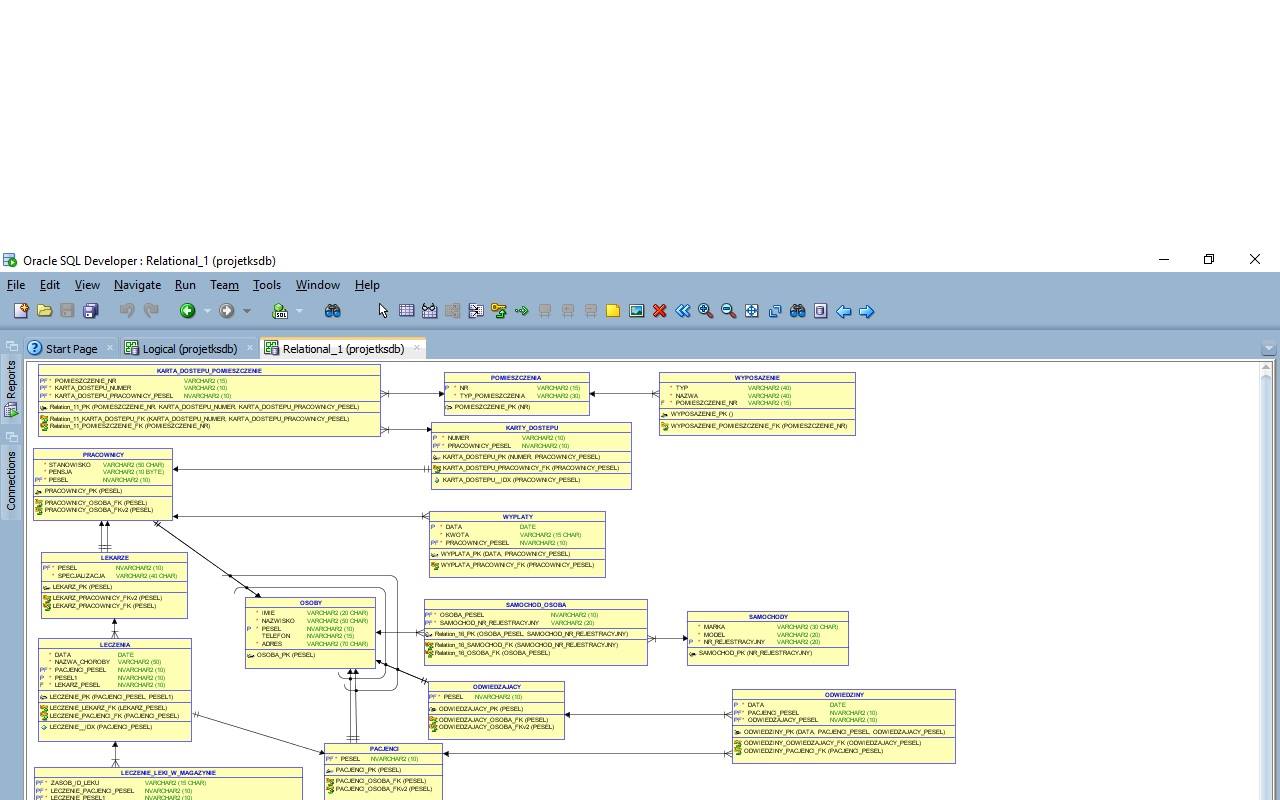 Oracle SQL Developer : Relational_1 (projetksdb)
File Edit View Navigate Run Team Tools Window Help
Start Page Logical (projetksdb) Relational_1 (projetksdb)
Reports
Connections
KARTA_DOSTEPU_POMIESZCZENIE
PF* POMIESZCZENIE_NR VARCHAR2 (15)
PF* KARTA_DOSTEPU_NUMER VARCHAR2 (10)
PF* KARTA_DOSTEPU_PRACOWNICY_PESEL NVARCHAR2 (10)
Relation_11_PK (POMIESZCZENIE_NR, KARTA_DOSTEPU_NUMER, KARTA_DOSTEPU_PRACOWNICY_PESEL)
Relation_11_KARTA_DOSTEPU_FK (KARTA_DOSTEPU_NUMER, KARTA_DOSTEPU_PRACOWNICY_PESEL)
Relation_11_POMIESZCZENIE_FK (POMIESZCZENIE_NR)
POMIESZCZENIA
P * NR VARCHAR2 (15)
* TYP_POMIESZCZENIA VARCHAR2 (30)
POMIESZCZENIE_PK (NR)
WYPOSAZENIE
* TYP VARCHAR2 (40)
* NAZWA VARCHAR2 (40)
F * POMIESZCZENIE_NR VARCHAR2 (15)
WYPOSAZENIE_PK ()
WYPOSAZENIE_POMIESZCZENIE_FK (POMIESZCZENIE_NR)
KARTY_DOSTEPU
P * NUMER VARCHAR2 (10)
PF* PRACOWNICY_PESEL NVARCHAR2 (10)
KARTA_DOSTEPU_PK (NUMER, PRACOWNICY_PESEL)
KARTA_DOSTEPU_PRACOWNICY_FK (PRACOWNICY_PESEL)
KARTA_DOSTEPU__IDX (PRACOWNICY_PESEL)
PRACOWNICY
* STANOWISKO VARCHAR2 (50 CHAR)
* PENSJA VARCHAR2 (10 BYTE)
PF* PESEL NVARCHAR2 (10)
PRACOWNICY_PK (PESEL)
PRACOWNICY_OSOBA_FK (PESEL)
PRACOWNICY_OSOBA_FKv2 (PESEL)
WYPLATY
P * DATA DATE
* KWOTA VARCHAR2 (15 CHAR)
PF* PRACOWNICY_PESEL NVARCHAR2 (10)
WYPLATA_PK (DATA, PRACOWNICY_PESEL)
WYPLATA_PRACOWNICY_FK (PRACOWNICY_PESEL)
LEKARZE
PF* PESEL NVARCHAR2 (10)
* SPECJALIZACJA VARCHAR2 (40 CHAR)
LEKARZ_PK (PESEL)
LEKARZ_PRACOWNICY_FKv2 (PESEL)
LEKARZ_PRACOWNICY_FK (PESEL)
OSOBY
* IMIE VARCHAR2 (20 CHAR)
* NAZWISKO VARCHAR2 (50 CHAR)
P * PESEL NVARCHAR2 (10)
TELEFON NVARCHAR2 (15)
* ADRES VARCHAR2 (70 CHAR)
OSOBA_PK (PESEL)
SAMOCHOD_OSOBA
PF* OSOBA_PESEL NVARCHAR2 (10)
PF* SAMOCHOD_NR_REJESTRACYJNY VARCHAR2 (20)
Relation_16_PK (OSOBA_PESEL, SAMOCHOD_NR_REJESTRACYJNY)
Relation_16_SAMOCHOD_FK (SAMOCHOD_NR_REJESTRACYJNY)
Relation_16_OSOBA_FK (OSOBA_PESEL)
SAMOCHODY
* MARKA VARCHAR2 (30 CHAR)
* MODEL VARCHAR2 (20)
P * NR_REJESTRACYJNY VARCHAR2 (20)
SAMOCHOD_PK (NR_REJESTRACYJNY)
LECZENIA
* DATA DATE
* NAZWA_CHOROBY VARCHAR2 (50)
PF* PACJENCI_PESEL NVARCHAR2 (10)
P * PESEL1 NVARCHAR2 (10)
F * LEKARZ_PESEL NVARCHAR2 (10)
LECZENIE_PK (PACJENCI_PESEL, PESEL1)
LECZENIE_LEKARZ_FK (LEKARZ_PESEL)
LECZENIE_PACJENCI_FK (PACJENCI_PESEL)
LECZENIE__IDX (PACJENCI_PESEL)
ODWIEDZAJACY
PF* PESEL NVARCHAR2 (10)
ODWIEDZAJACY_PK (PESEL)
ODWIEDZAJACY_OSOBA_FK (PESEL)
ODWIEDZAJACY_OSOBA_FKv2 (PESEL)
ODWIEDZINY
P * DATA DATE
PF* PACJENCI_PESEL NVARCHAR2 (10)
PF* ODWIEDZAJACY_PESEL NVARCHAR2 (10)
ODWIEDZINY_PK (DATA, PACJENCI_PESEL, ODWIEDZAJACY_PESEL)
ODWIEDZINY_ODWIEDZAJACY_FK (ODWIEDZAJACY_PESEL)
ODWIEDZINY_PACJENCI_FK (PACJENCI_PESEL)
PACJENCI
PF* PESEL NVARCHAR2 (10)
PACJENCI_PK (PESEL)
PACJENCI_OSOBA_FK (PESEL)
PACJENCI_OSOBA_FKv2 (PESEL)
LECZENIE_LEKI_W_MAGAZYNIE
PF* ZASOB_ID_LEKU VARCHAR2 (15 CHAR)
PF* LECZENIE_PACJENCI_PESEL NVARCHAR2 (10)
PF* LECZENIE_PESEL1 NVARCHAR2 (10)